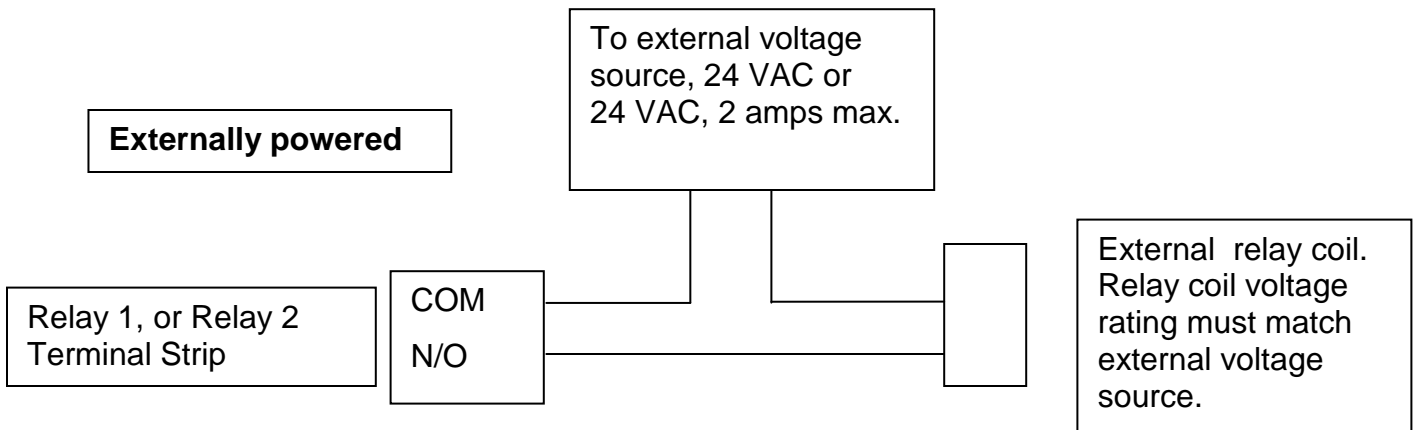 To external voltage
source, 24 VAC or
24 VAC, 2 amps max.
Externally powered
Relay 1, or Relay 2
Terminal Strip
COM
N/O
External relay coil.
Relay coil voltage
rating must match
external voltage
source.